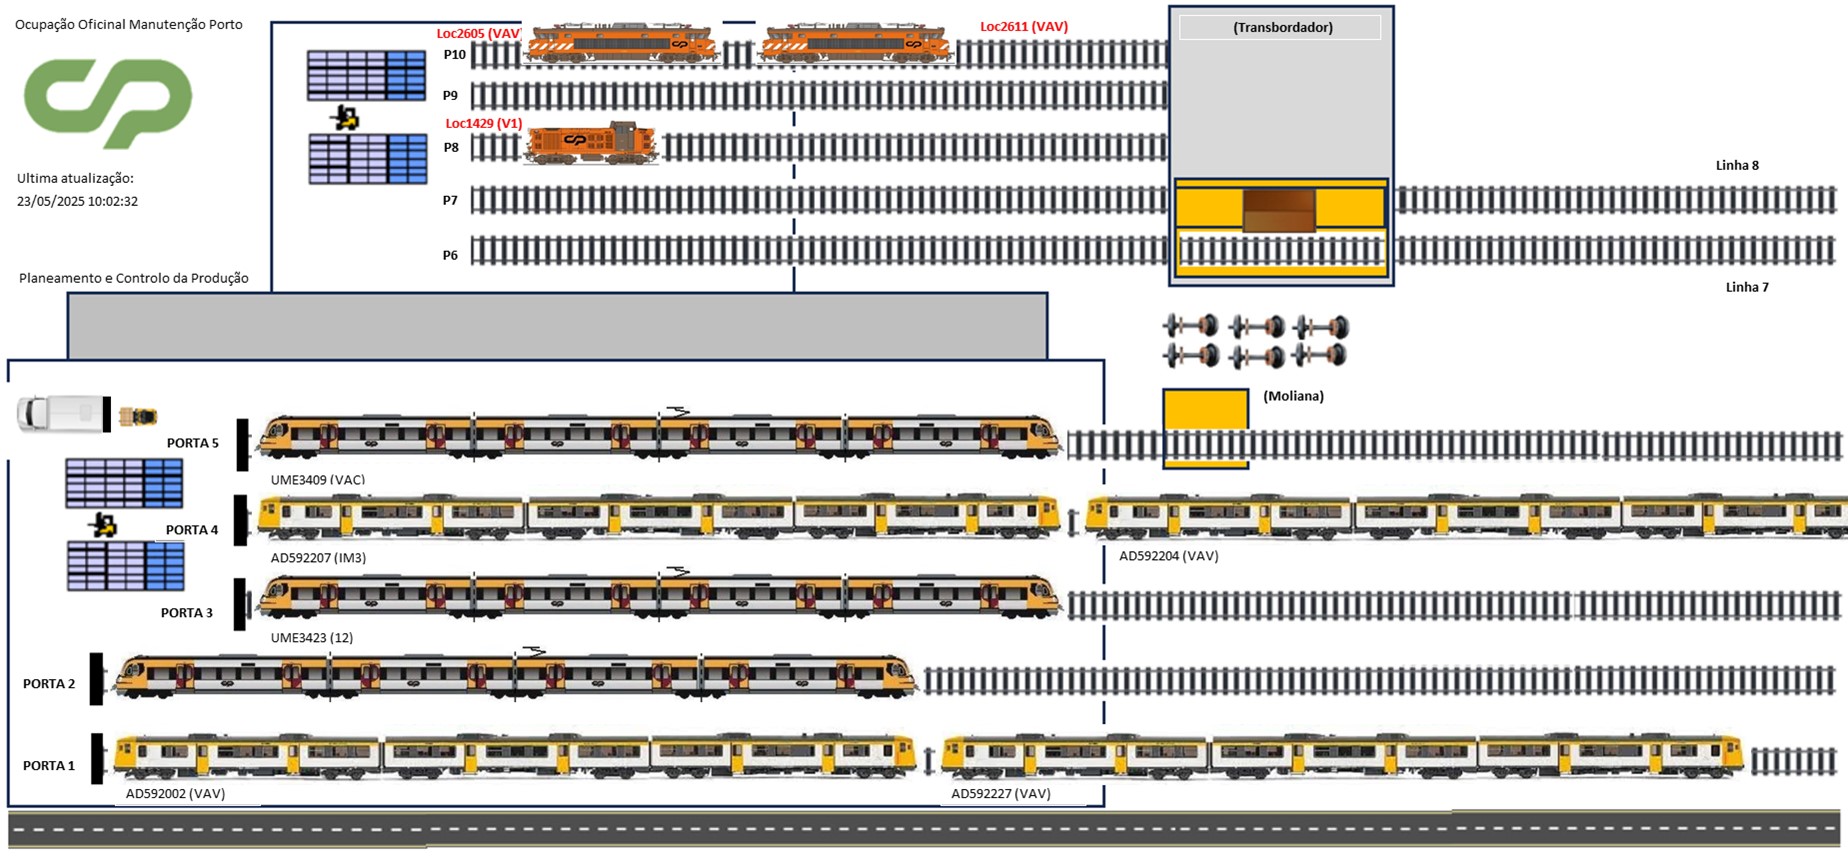 Ocupação Oficinal Manutenção Porto
CP
Ultima atualização:
23/05/2025 10:02:32
Planeamento e Controlo da Produção
Loc2605 (VAV)
Loc2611 (VAV)
(Transbordador)
P10
P9
Loc1429 (V1)
P8
Linha 8
P7
P6
Linha 7
(Moliana)
PORTA 5
UME3409 (VAC)
PORTA 4
AD592207 (IM3)
AD592204 (VAV)
PORTA 3
UME3423 (12)
PORTA 2
PORTA 1
AD592002 (VAV)
AD592227 (VAV)